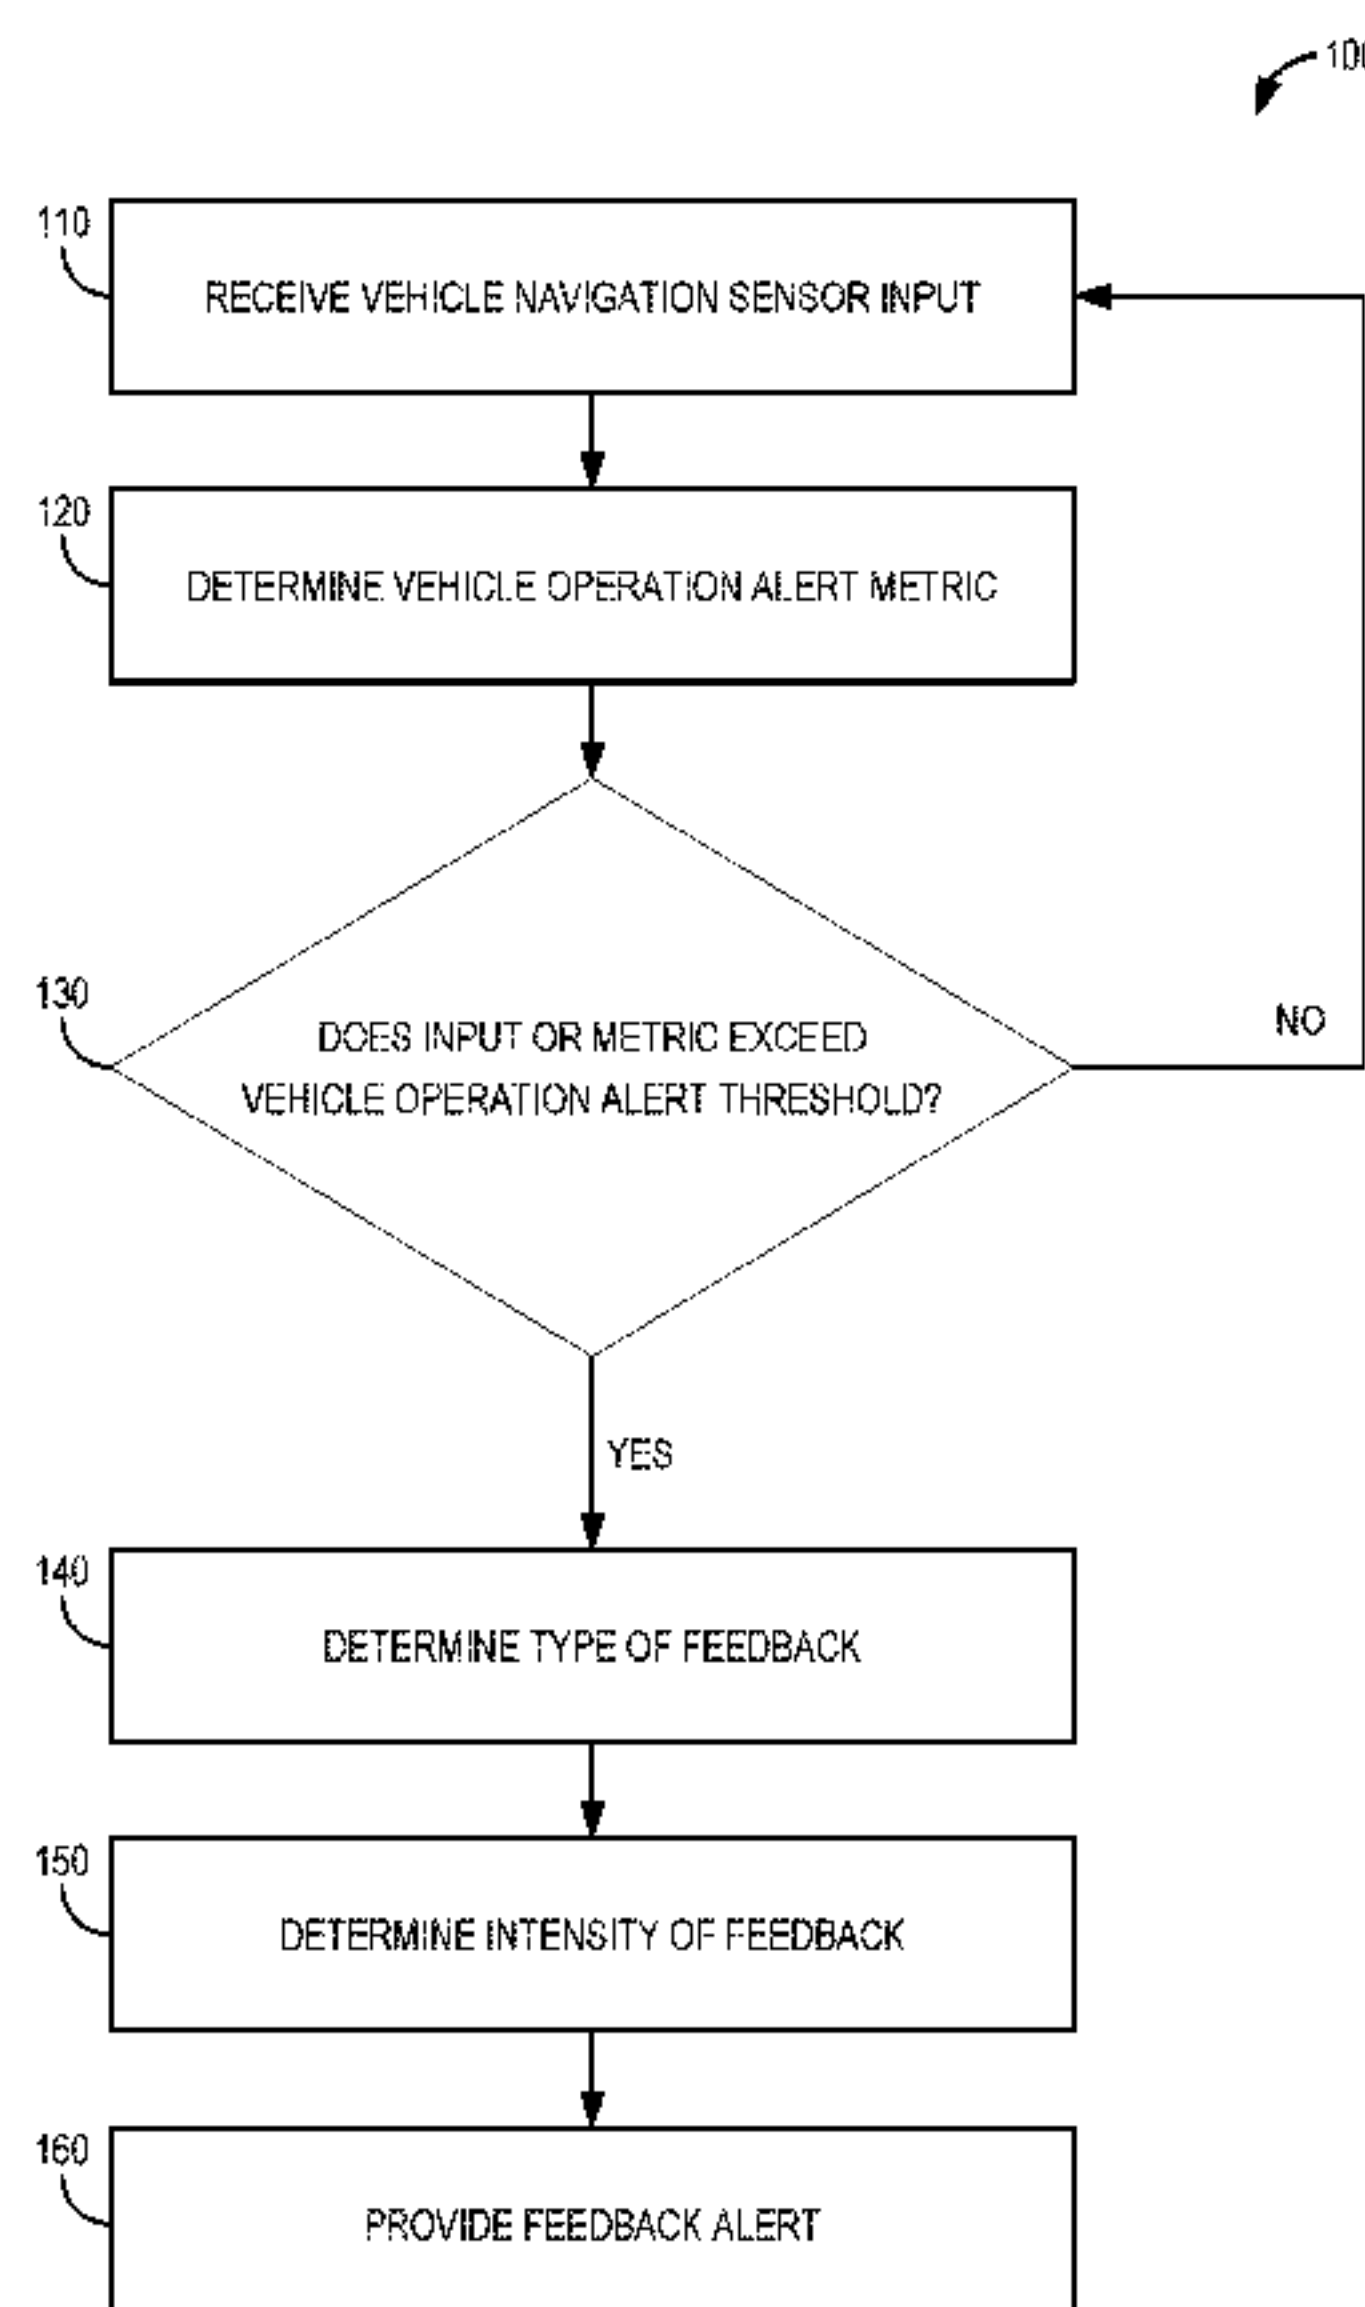 100
110
RECEIVE VEHICLE NAVIGATION SENSOR INPUT
120
DETERMINE VEHICLE OPERATION ALERT METRIC
130
DOES INPUT OR METRIC EXCEED
VEHICLE OPERATION ALERT THRESHOLD?
NO
YES
140
DETERMINE TYPE OF FEEDBACK
150
DETERMINE INTENSITY OF FEEDBACK
160
PROVIDE FEEDBACK ALERT